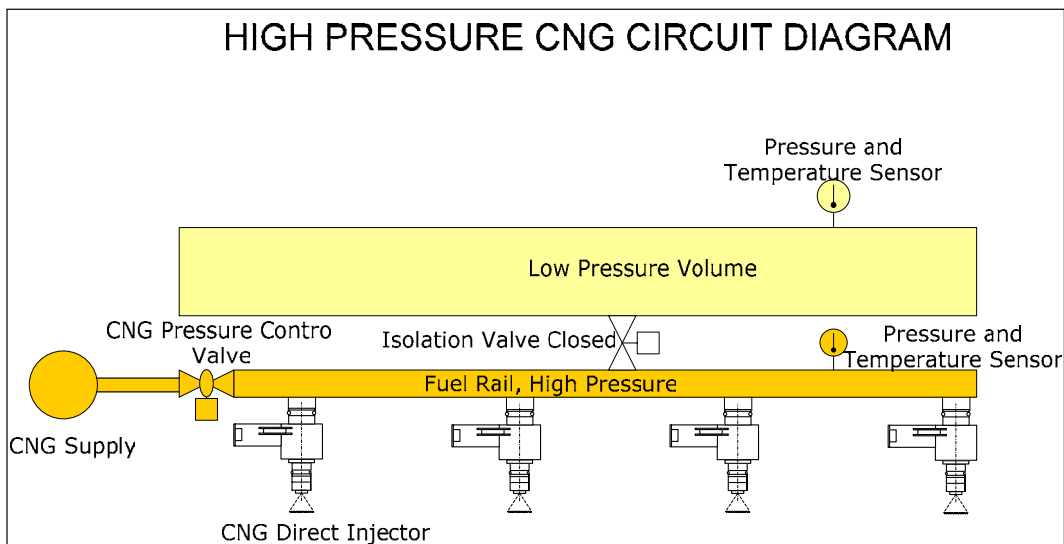 HIGH PRESSURE CNG CIRCUIT DIAGRAM
Pressure and
Temperature Sensor
Low Pressure Volume
CNG Pressure Contro
Valve
Isolation Valve Closed
Pressure and
Temperature Sensor
Fuel Rail, High Pressure
CNG Supply
CNG Direct Injector